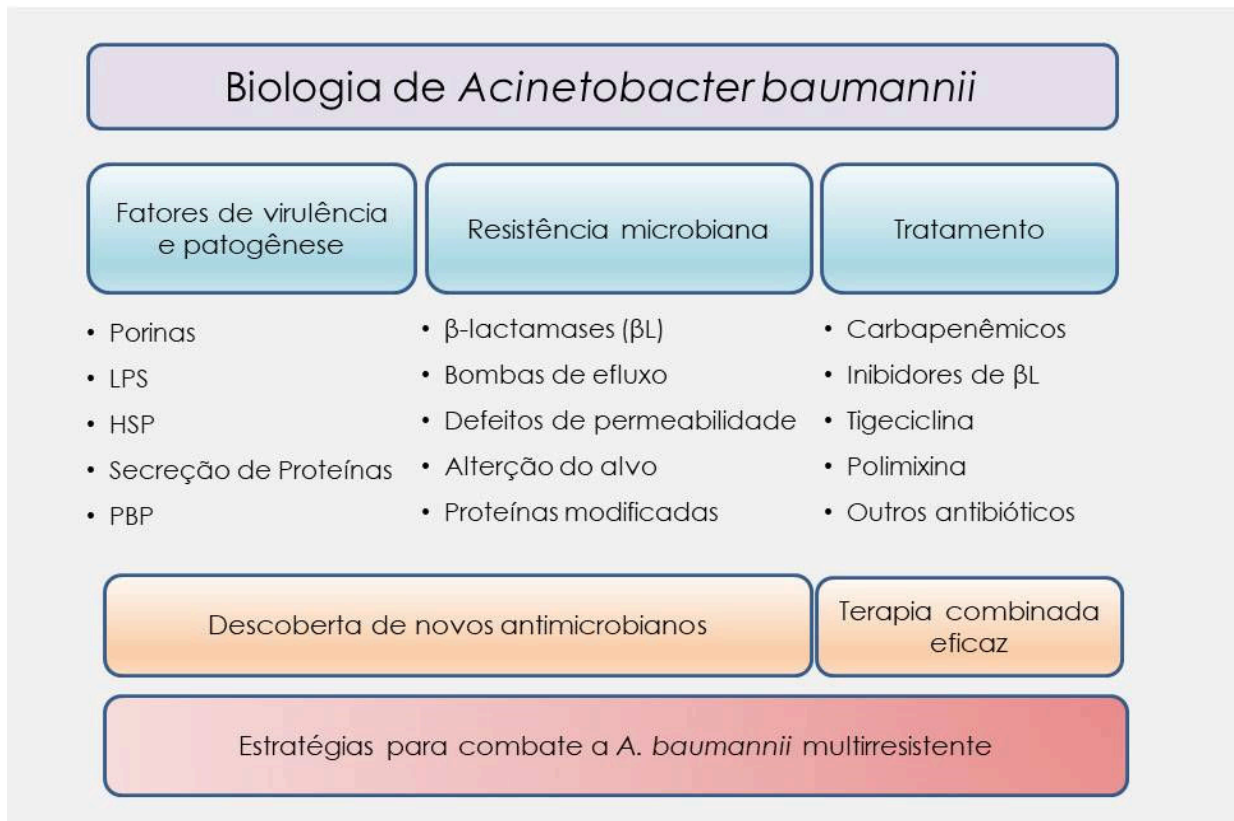 Biologia de Acinetobacter baumannii
Fatores de virulência
e patogênese
Resistência microbiana
Tratamento
• Porinas
• LPS
• HSP
• Secreção de Proteínas
• PBP
• β-lactamases (βL)
• Bombas de efluxo
• Defeitos de permeabilidade
• Alterção do alvo
• Proteínas modificadas
• Carbapenêmicos
• Inibidores de βL
• Tigeciclina
• Polimixina
• Outros antibióticos
Descoberta de novos antimicrobianos
Terapia combinada
eficaz
Estratégias para combate a A. baumannii multirresistente